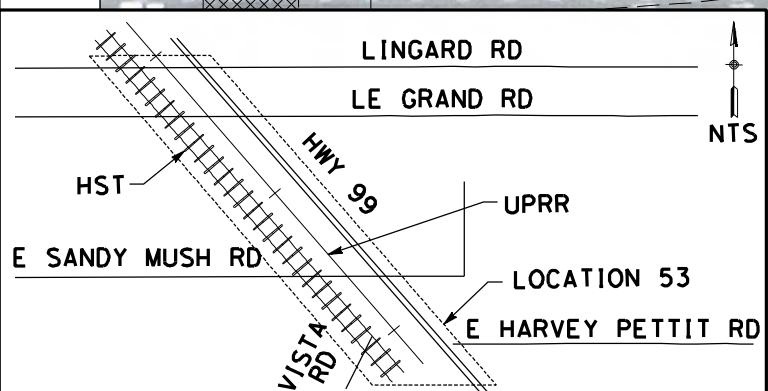 LINGARD RD
LE GRAND RD
NTS
HWY 99
HST
UPRR
E SANDY MUSH RD
LOCATION 53
E HARVEY PETTIT RD
VISTA
RD